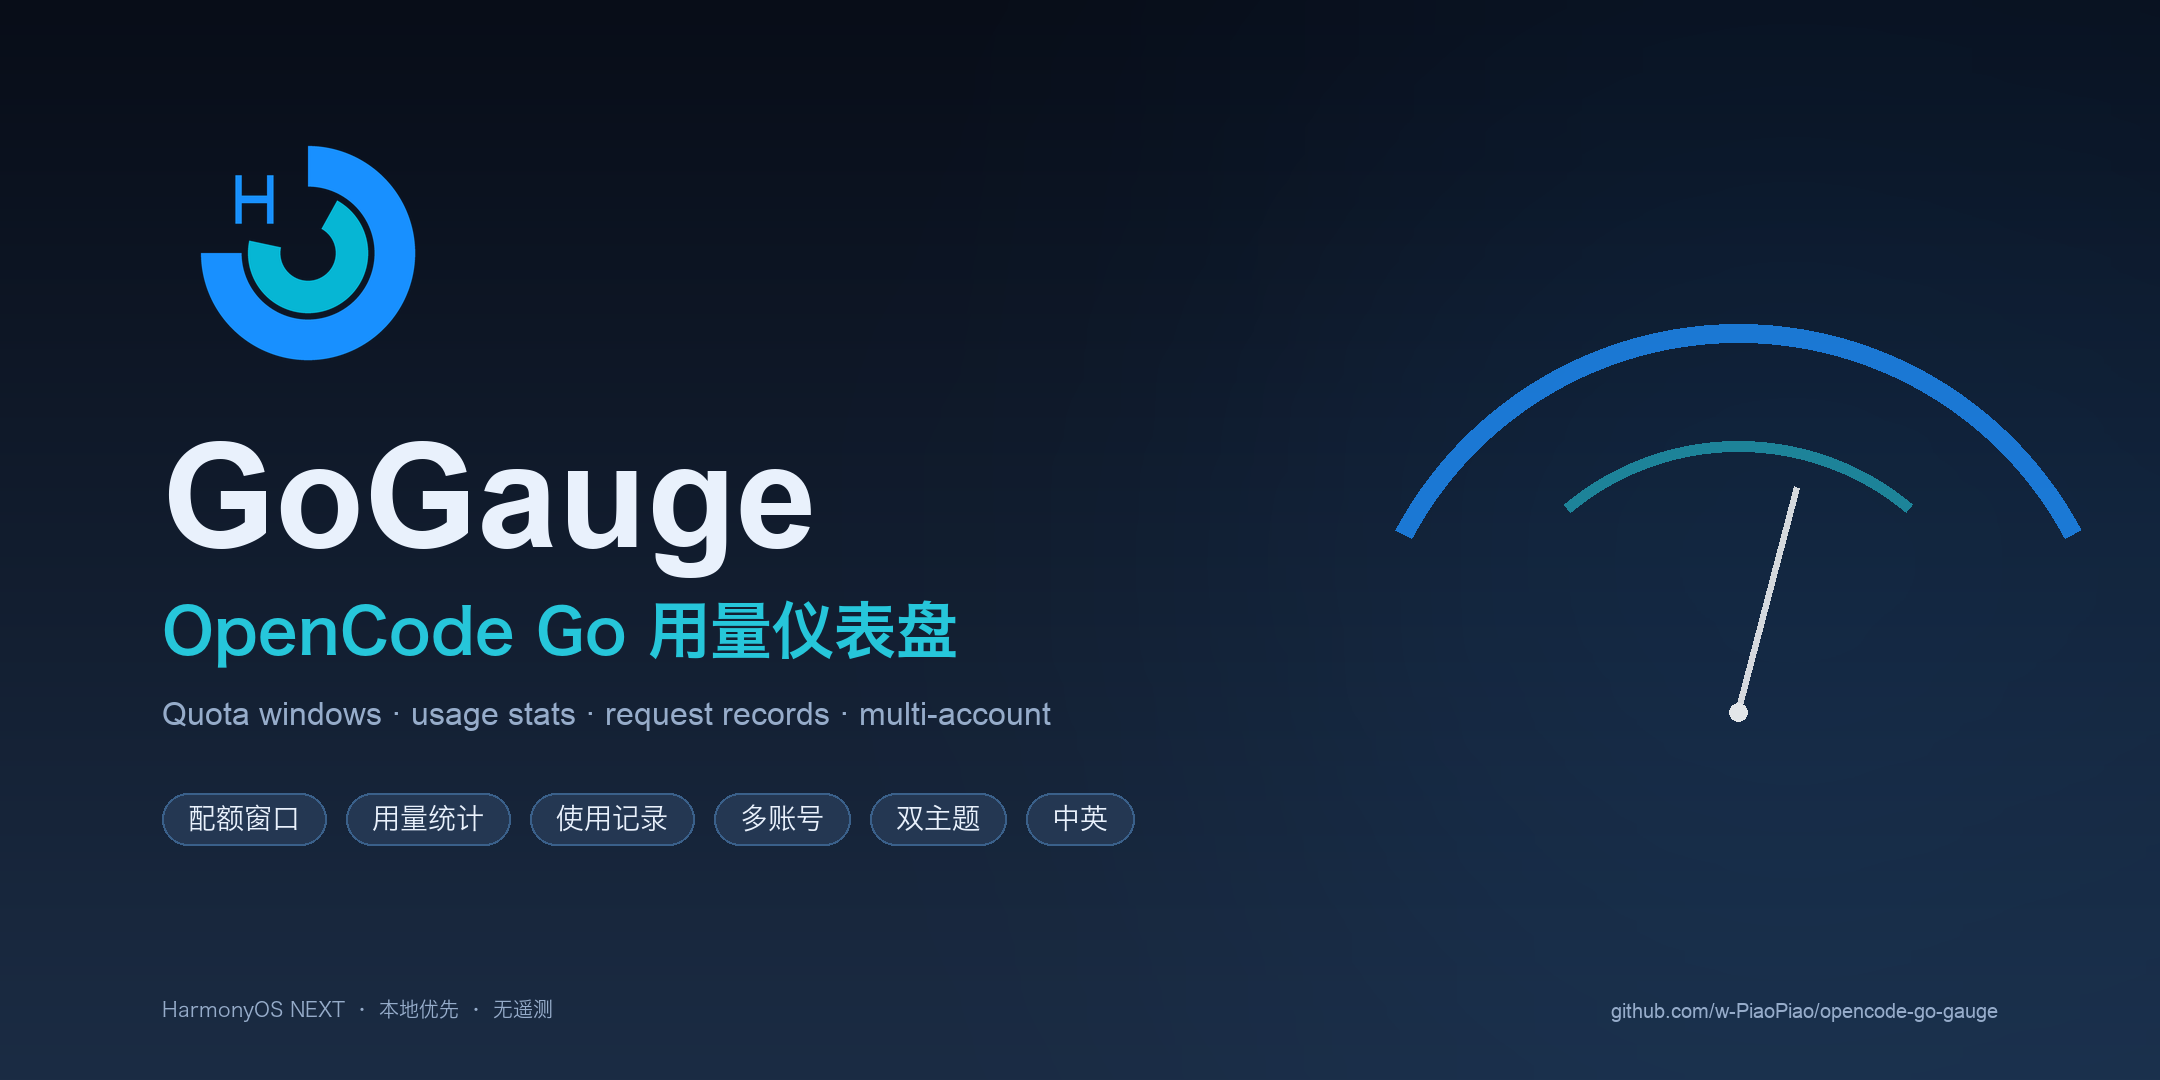 H
GoGauge
OpenCode Go 用量仪表盘
Quota windows · usage stats · request records · multi-account
配额窗口 用量统计 使用记录 多账号 双主题 中英
HarmonyOS NEXT · 本地优先 · 无遥测
github.com/w-PiaoPiao/opencode-go-gauge